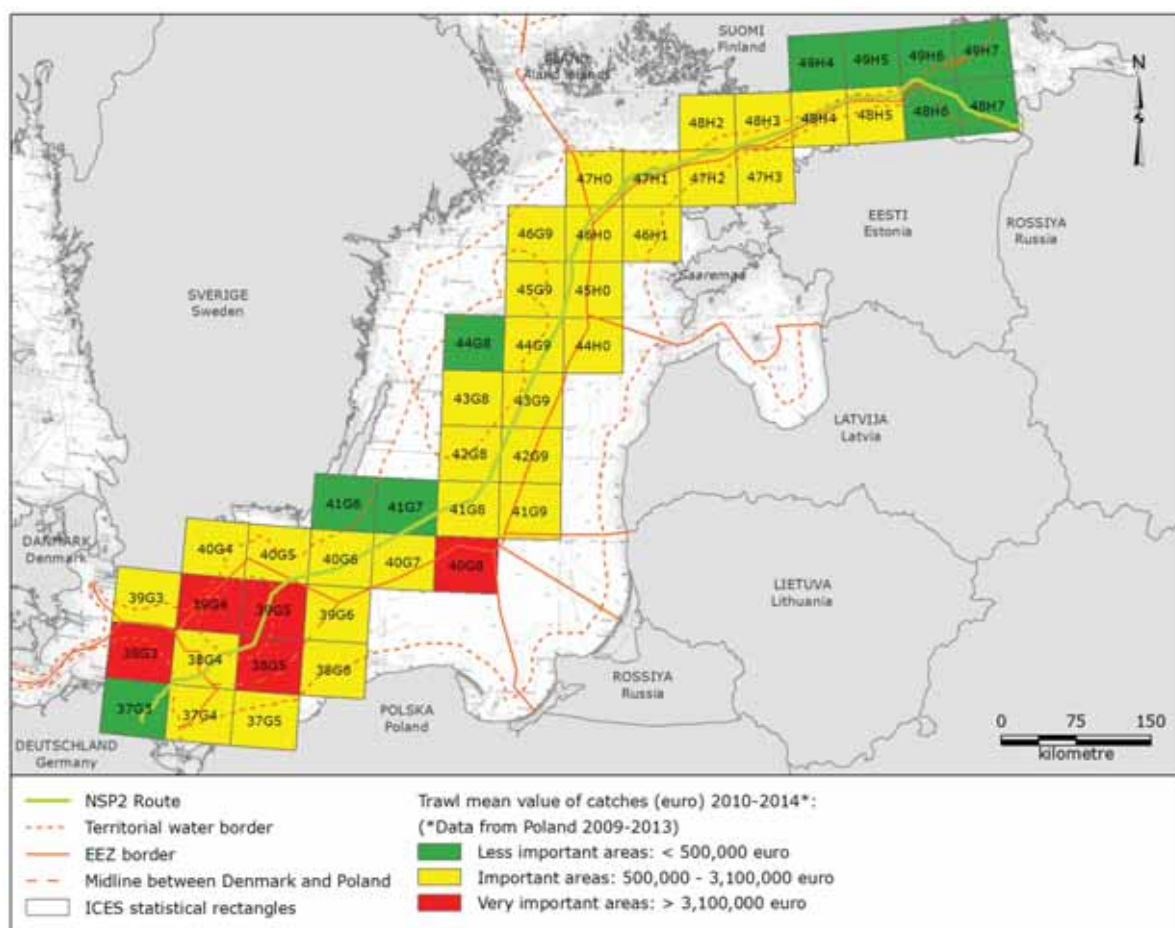 SUOMI
Finland
Åland Islands
N
49H4 49H5 49H6 49H7
48H2 48H3 48H4 48H5 48H6 48H7
47H0 47H1 47H2 47H3
EESTI
Estonia
ROSSIYA
Russia
46G9 46H0 46H1
Saaremaa
SVERIGE
Sweden
45G9 45H0
44G8 44G9 44H0
43G8 43G9
LATVIJA
Latvia
42G8 42G9
41G6 41G7 41G8 41G9
DANMARK
Denmark
40G4 40G5 40G6 40G7 40G8
LIETUVA
Lithuania
39G3 39G4 39G5 39G6
38G3 38G4 38G5 38G6
ROSSIYA
Russia
37G3 37G4 37G5
POLSKA
Poland
DEUTSCHLAND
Germany
0 75 150
kilometre
NSP2 Route
Territorial water border
EEZ border
Midline between Denmark and Poland
ICES statistical rectangles
Trawl mean value of catches (euro) 2010-2014*:
(*Data from Poland 2009-2013)
Less important areas: < 500,000 euro
Important areas: 500,000 - 3,100,000 euro
Very important areas: > 3,100,000 euro